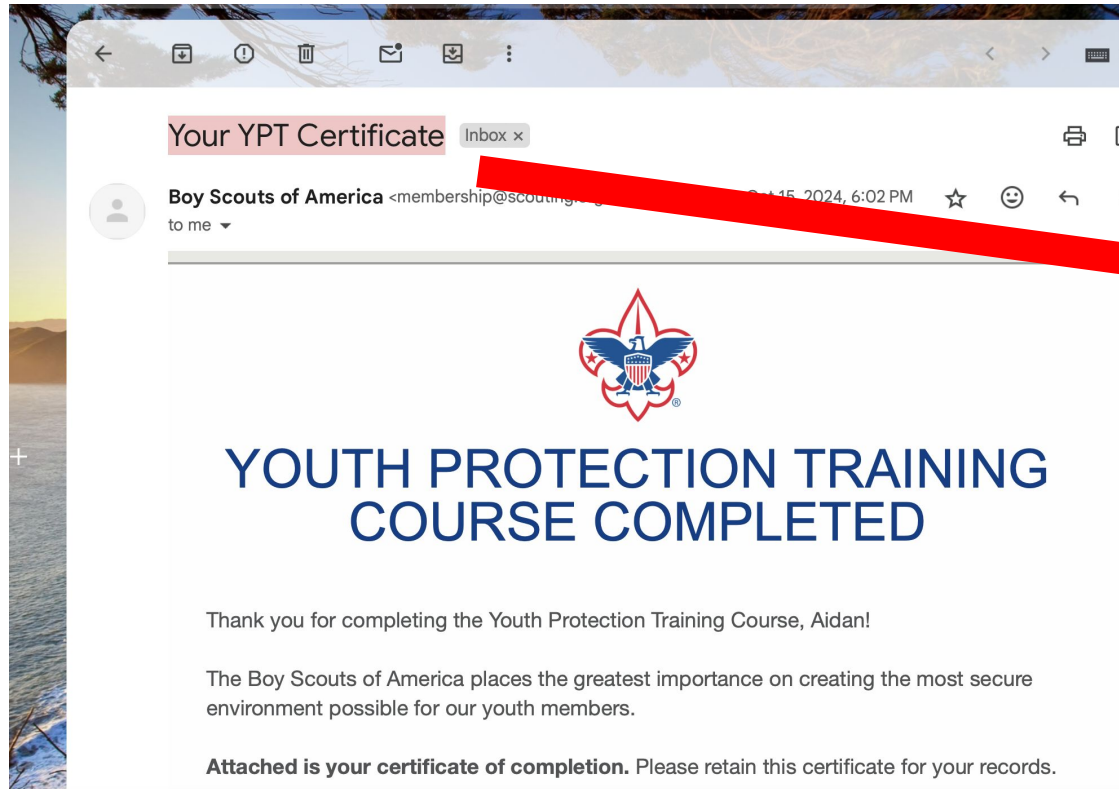 Your YPT Certificate Inbox ×
Boy Scouts of America 2024, 6:02 PM
to me
YOUTH PROTECTION TRAINING
COURSE COMPLETED
Thank you for completing the Youth Protection Training Course, Aidan!
The Boy Scouts of America places the greatest importance on creating the most secure
environment possible for our youth members.
Attached is your certificate of completion. Please retain this certificate for your records.